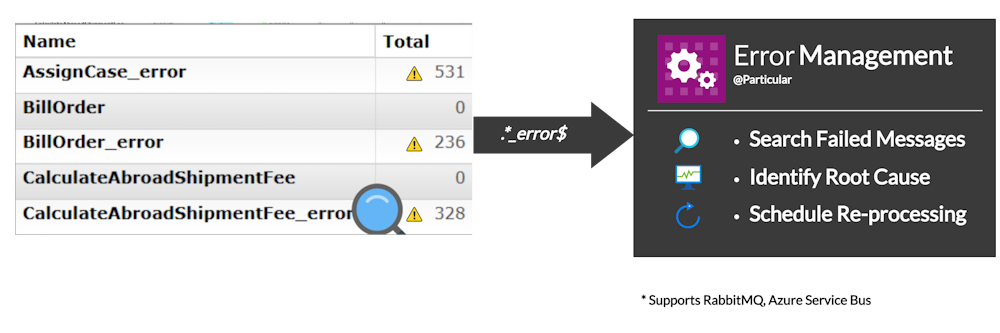 Name Total
AssignCase_error 531
BillOrder 0
BillOrder_error 236
CalculateAbroadShipmentFee 0
CalculateAbroadShipmentFee_error 328
.*_error$
Error Management
@Particular
• Search Failed Messages
• Identify Root Cause
• Schedule Re-processing
* Supports RabbitMQ, Azure Service Bus